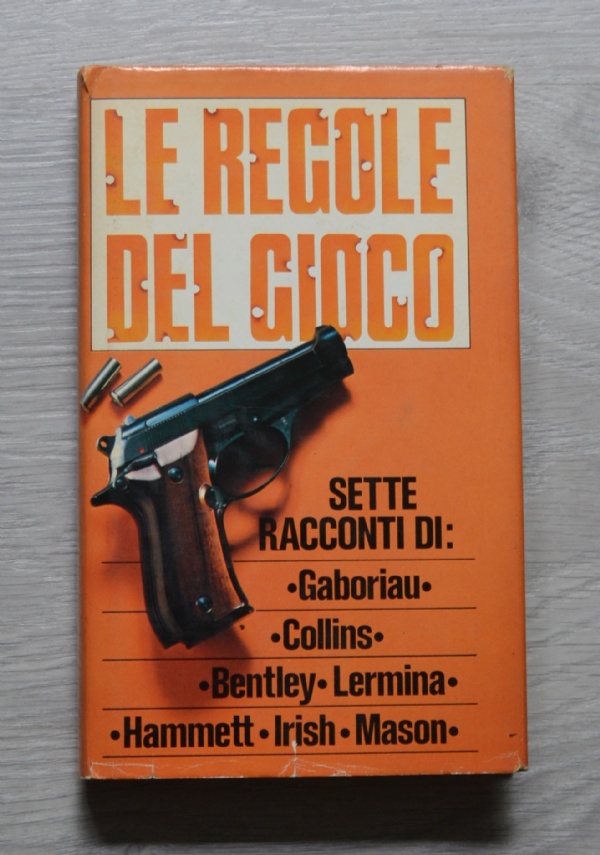 LE REGOLE
DEL GIOCO
SETTE
RACCONTI DI:
•Gaboriau•
•Collins•
•Bentley•Lermina•
•Hammett•Irish•Mason•